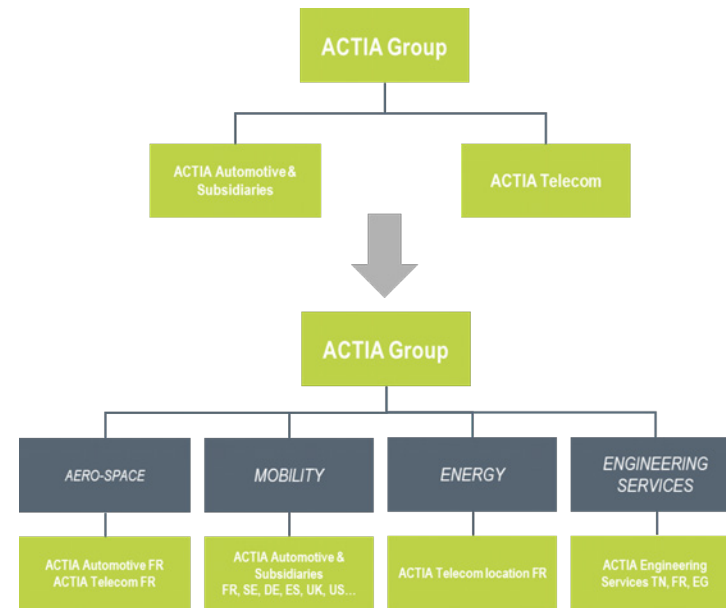 ACTIA Group
ACTIA Automotive &
Subsidiaries
ACTIA Telecom
ACTIA Group
AERO-SPACE
MOBILITY
ENERGY
ENGINEERING
SERVICES
ACTIA Automotive FR
ACTIA Telecom FR
ACTIA Automotive &
Subsidiaries
FR, SE, DE, ES, UK, US...
ACTIA Telecom location FR
ACTIA Engineering
Services TN, FR, EG